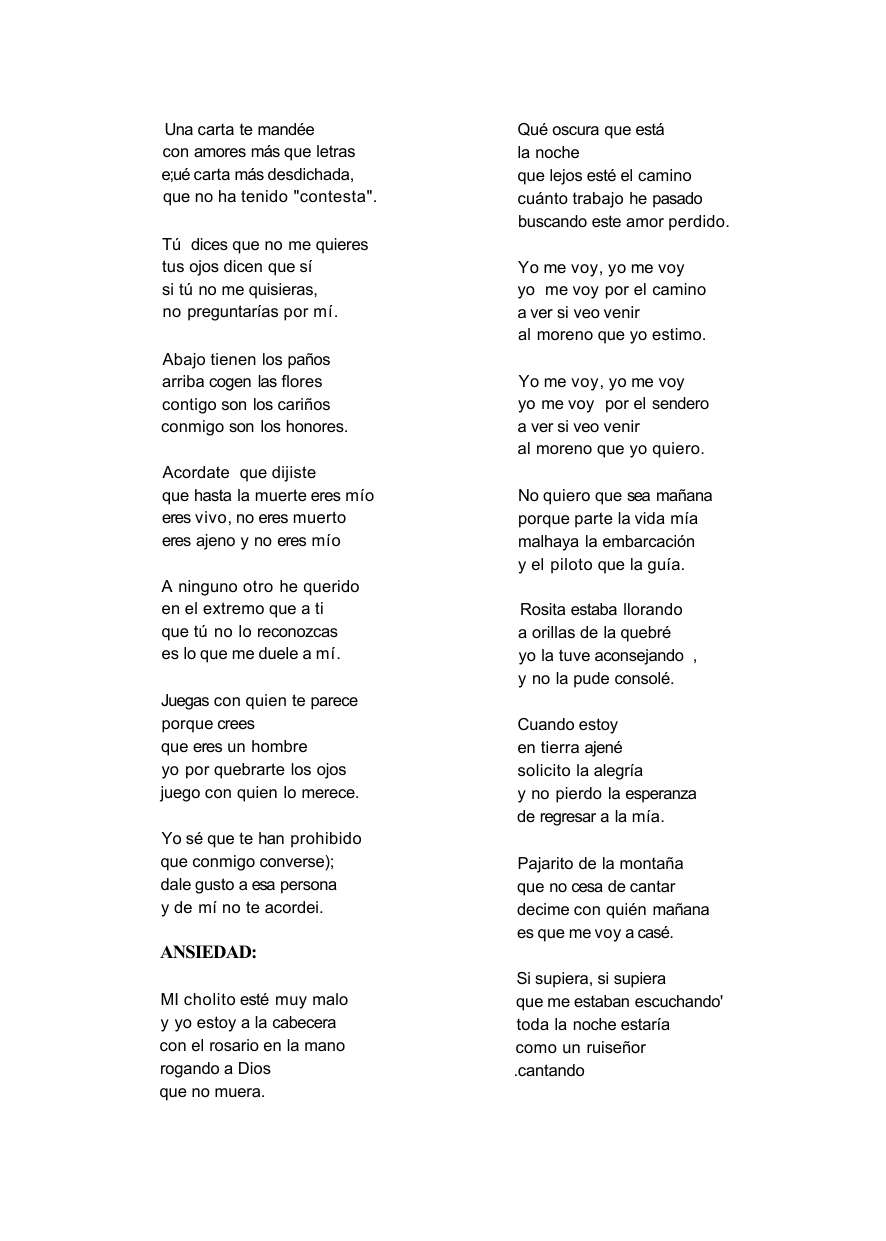 Una carta te mandée
con amores más que letras
e;ué carta más desdichada,
que no ha tenido "contesta".

Tú dices que no me quieres
tus ojos dicen que sí
si tú no me quisieras,
no preguntarías por mí.

Abajo tienen los paños
arriba cogen las flores
contigo son los cariños
conmigo son los honores.

Acordate que dijiste
que hasta la muerte eres mío
eres vivo, no eres muerto
eres ajeno y no eres mío

A ninguno otro he querido
en el extremo que a ti
que tú no lo reconozcas
es lo que me duele a mí.

Juegas con quien te parece
porque crees
que eres un hombre
yo por quebrarte los ojos
juego con quien lo merece.

Yo sé que te han prohibido
que conmigo converse);
dale gusto a esa persona
y de mí no te acordei.

ANSIEDAD:

MI cholito esté muy malo
y yo estoy a la cabecera
con el rosario en la mano
rogando a Dios
que no muera.

Qué oscura que está
la noche
que lejos esté el camino
cuánto trabajo he pasado
buscando este amor perdido.

Yo me voy, yo me voy
yo me voy por el camino
a ver si veo venir
al moreno que yo estimo.

Yo me voy, yo me voy
yo me voy por el sendero
a ver si veo venir
al moreno que yo quiero.

No quiero que sea mañana
porque parte la vida mía
malhaya la embarcación
y el piloto que la guía.

Rosita estaba llorando
a orillas de la quebré
yo la tuve aconsejando ,
y no la pude consolé.

Cuando estoy
en tierra ajené
solicito la alegría
y no pierdo la esperanza
de regresar a la mía.

Pajarito de la montaña
que no cesa de cantar
decime con quién mañana
es que me voy a casé.

Si supiera, si supiera
que me estaban escuchando'
toda la noche estaría
como un ruiseñor
.cantando